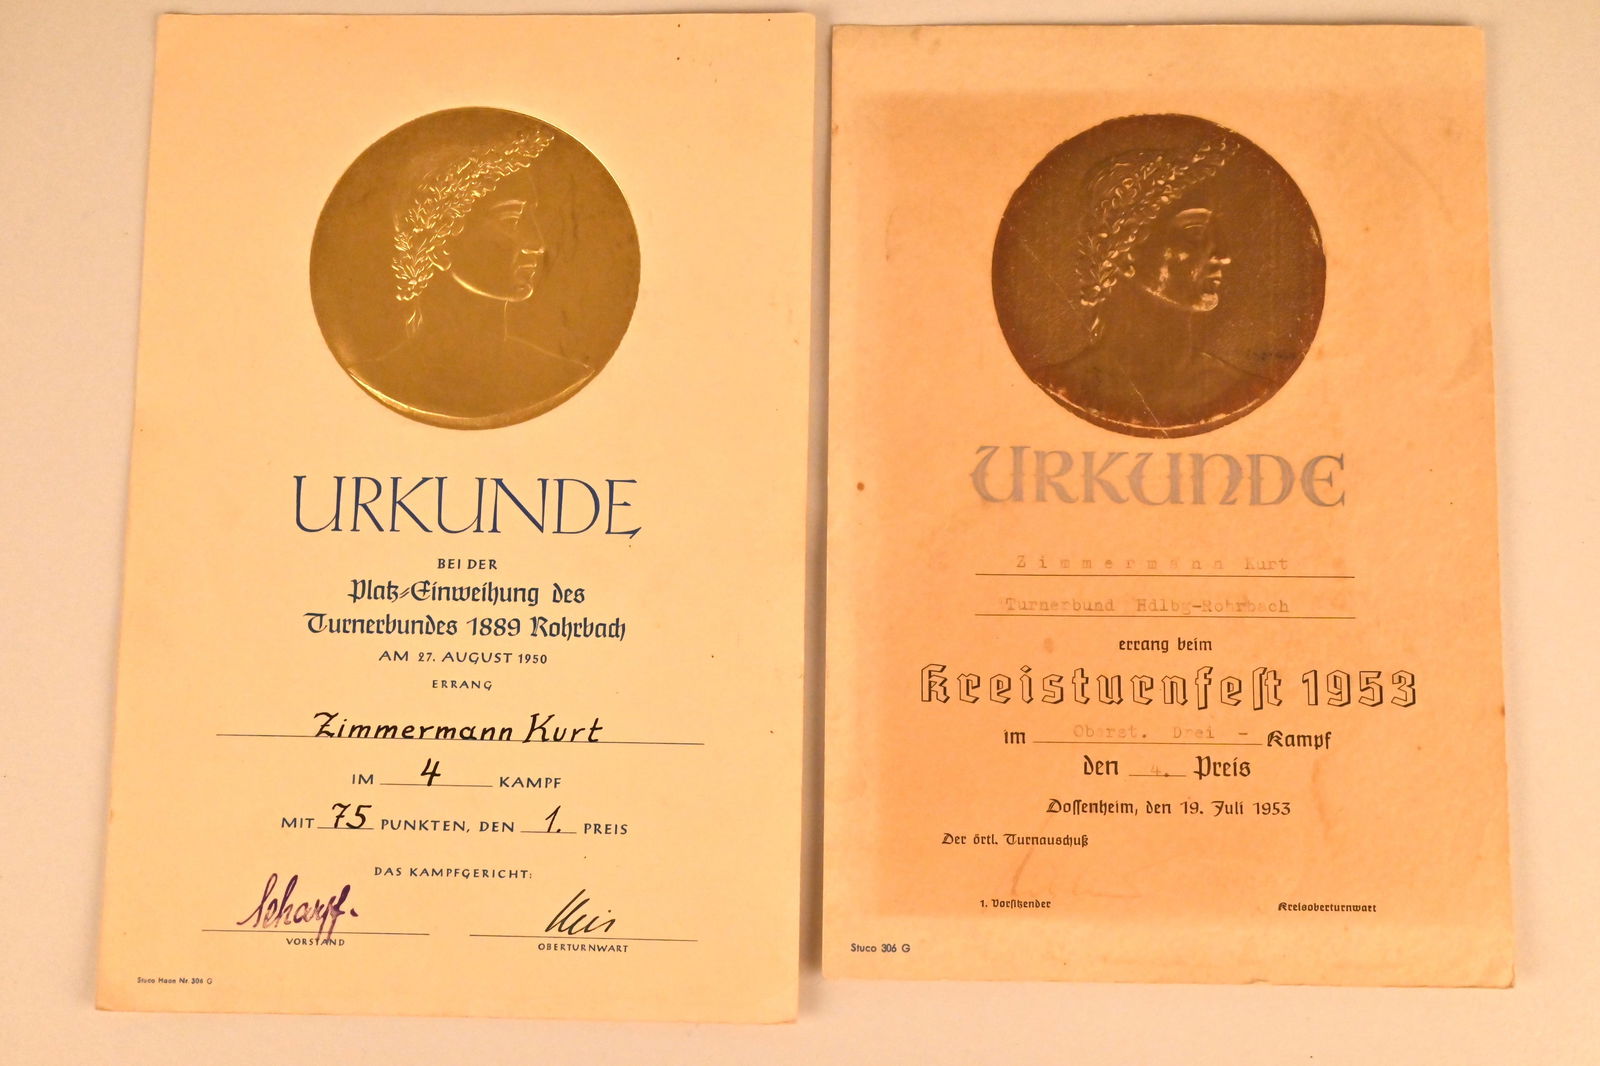 URKUNDE
BEI DER
Platz-Einweihung des
Turnerbundes 1889 Rohrbach
AM 27. AUGUST 1950
ERRANG
Zimmermann Kurt
IM 4 KAMPF
MIT 75 PUNKTEN, DEN 1. PREIS
DAS KAMPFGERICHT:
Scharpf.
VORSTAND
OBERTURNWART
Stuco Haan Nr. 306 G
URKUNDE
Zimmermann Kurt
Turnerbund Hdlbg-Rohrbach
errang beim
Kreisturnfest 1953
im Oberst. Drei - Kampf
den 4. Preis
Dossenheim, den 19. Juli 1953
Der örtl. Turnauschuß
1. Vorsitzender
Kreisoberturnwart
Stuco 306 G